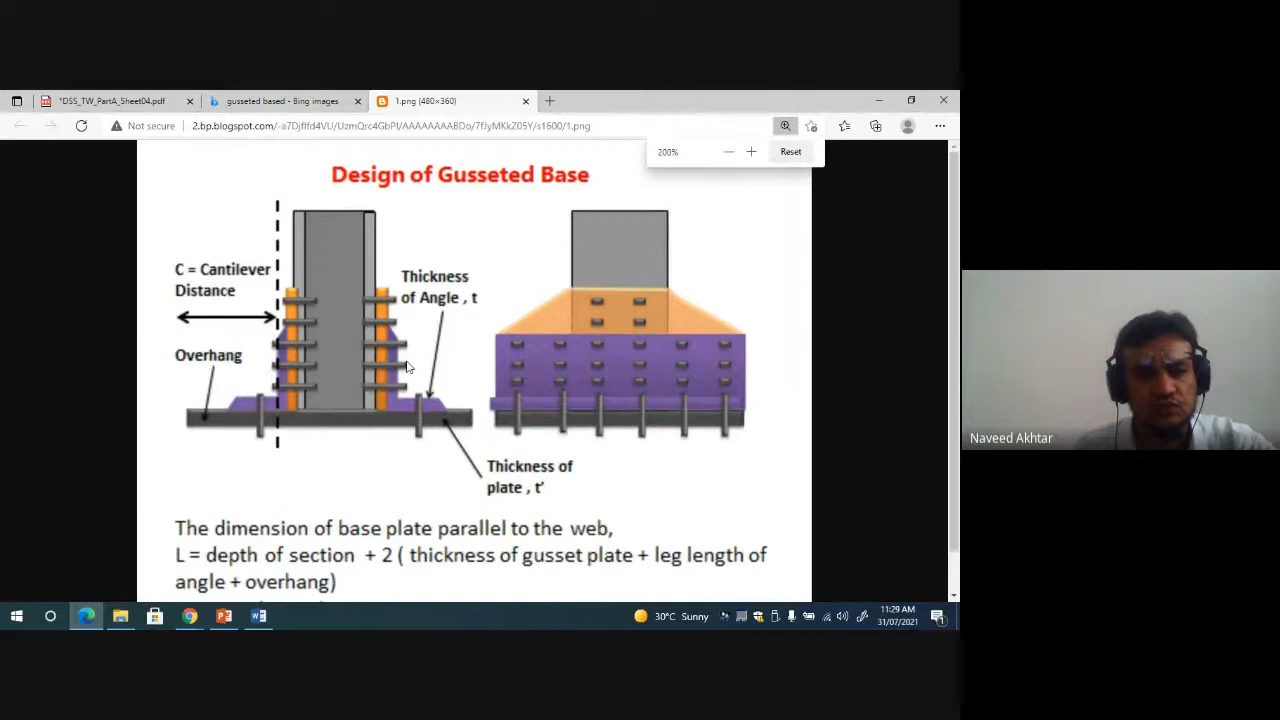 *DSS_TW_PartA_Sheet04.pdf
gusseted based - Bing images
1.png (480×360)
Not secure
200%
Reset
Design of Gusseted Base
C = Cantilever
Distance
Thickness
of Angle , t
Overhang
Thickness of
plate , t'
The dimension of base plate parallel to the web,
L = depth of section + 2 ( thickness of gusset plate + leg length of
angle + overhang)
Naveed Akhtar
30°C Sunny
11:29 AM
31/07/2021